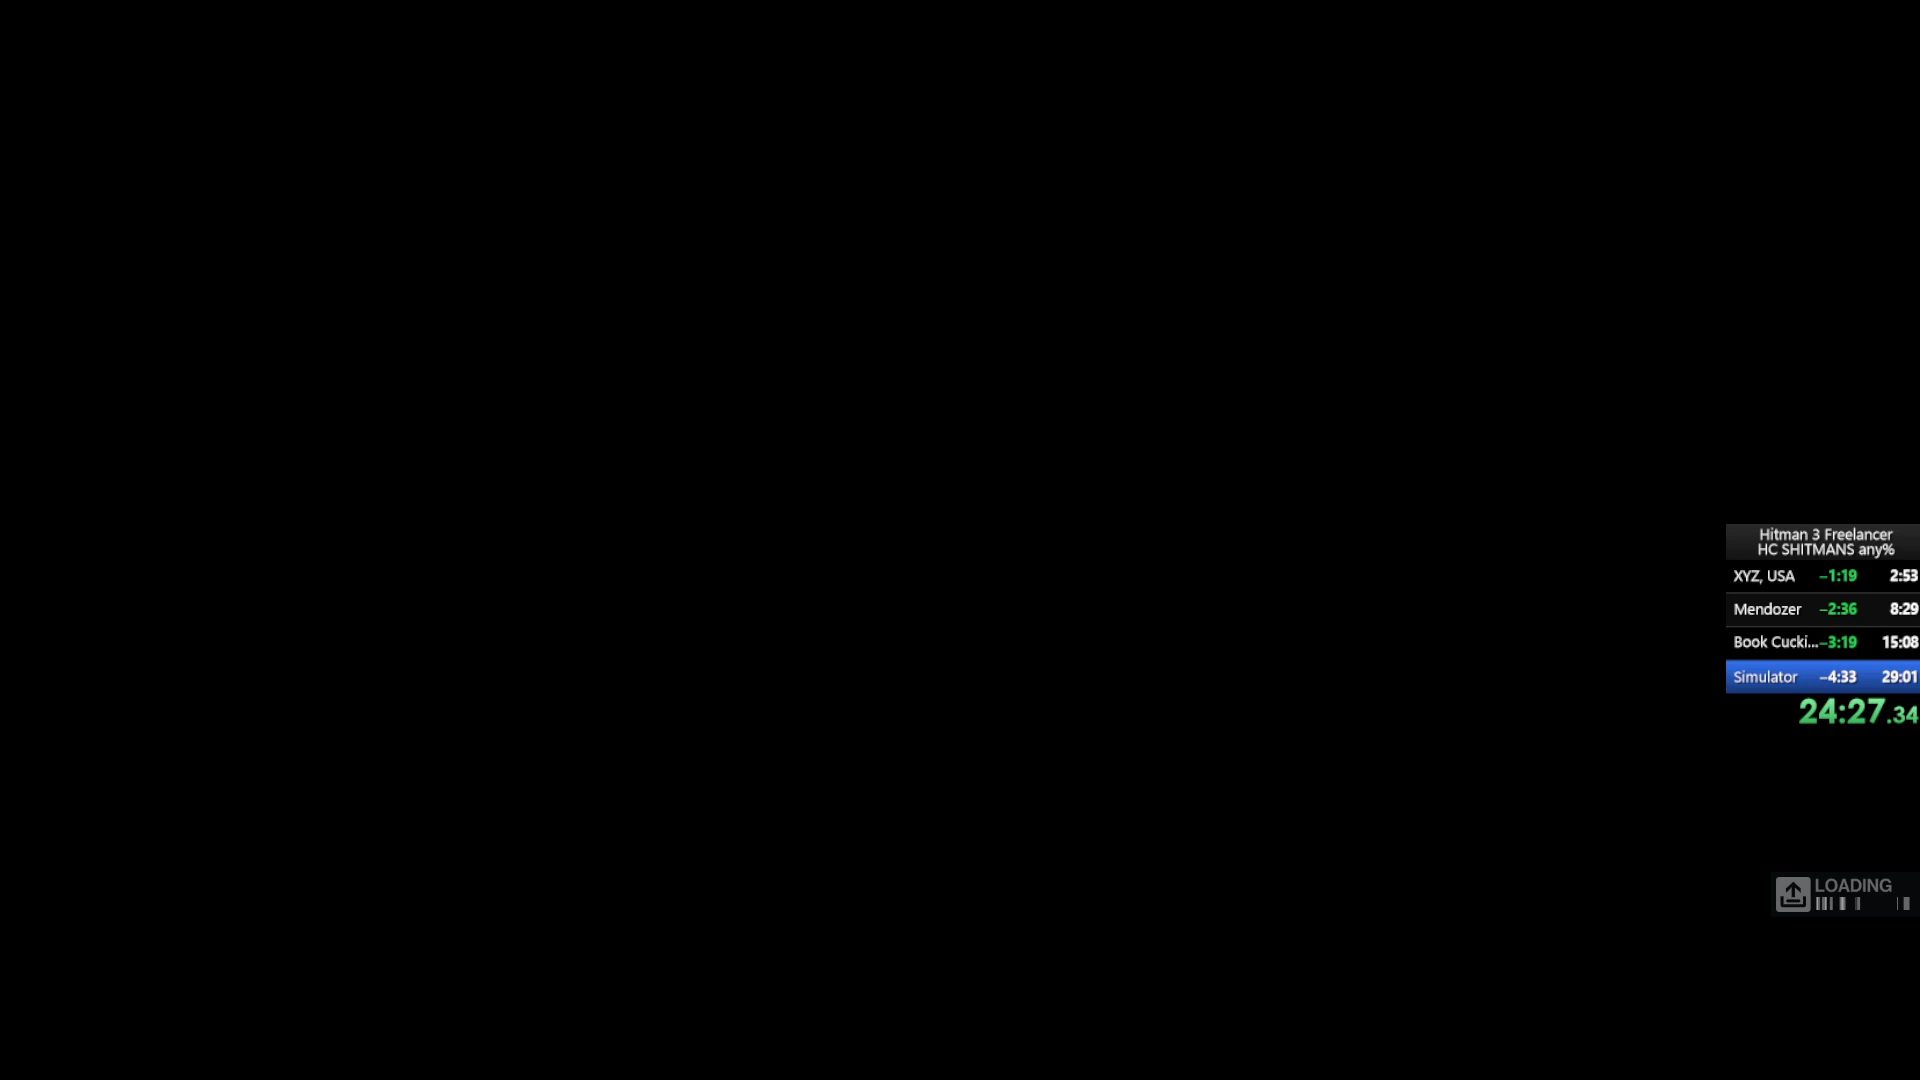 Hitman 3 Freelancer
HC SHITMANS any%
XYZ, USA −1:19 2:53
Mendozer −2:36 8:29
Book Cucki... −3:19 15:08
Simulator −4:33 29:01
24:27.34
LOADING